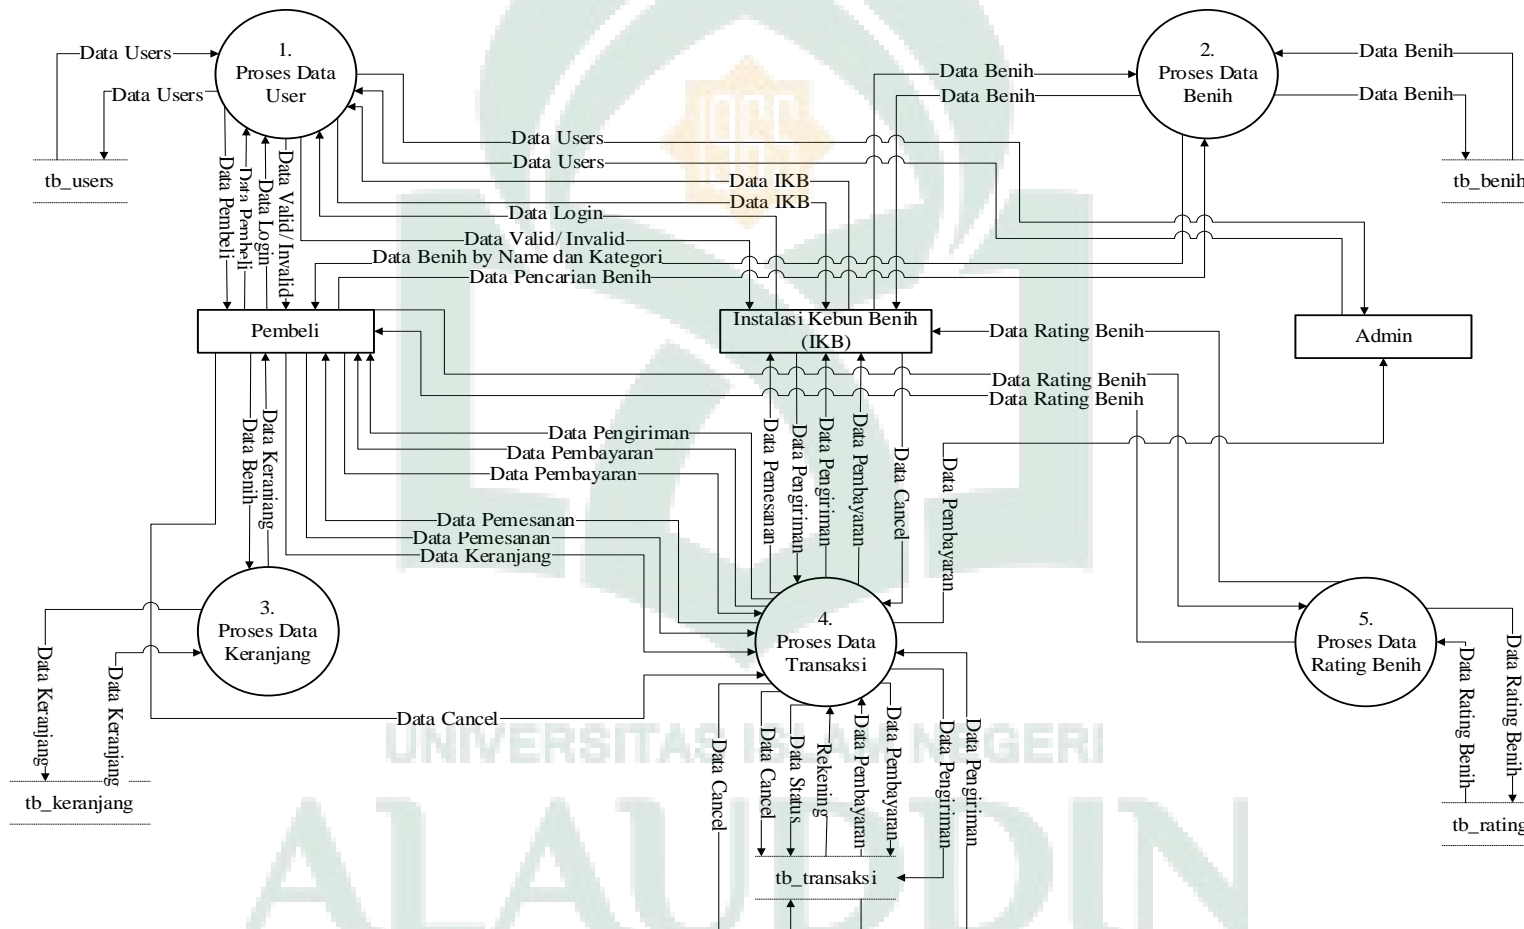 1.
Proses Data
User
2.
Proses Data
Benih
Data Users
Data Users
tb_users
Data Benih
Data Benih
Data Benih
Data Benih
tb_benih
Data Users
Data Users
Data IKB
Data IKB
Data Login
Data Valid/ Invalid
Data Benih by Name dan Kategori
Data Pencarian Benih
Data Pembeli
Data Pembeli
Data Login
Data Valid/ Invalid
Pembeli
Instalasi Kebun Benih
(IKB)
Admin
Data Rating Benih
Data Rating Benih
Data Rating Benih
Data Benih
Data Keranjang
Data Pengiriman
Data Pembayaran
Data Pembayaran
Data Pemesanan
Data Pemesanan
Data Keranjang
Data Pemesanan
Data Pengiriman
Data Pengiriman
Data Pembayaran
Data Cancel
Data Pembayaran
3.
Proses Data
Keranjang
4.
Proses Data
Transaksi
5.
Proses Data
Rating Benih
Data Keranjang
Data Keranjang
tb_keranjang
Data Cancel
Data Cancel
Data Cancel
Data Status
Rekening
Data Pembayaran
Data Pembayaran
Data Pengiriman
Data Pengiriman
tb_transaksi
Data Rating Benih
Data Rating Benih
tb_rating
UNIVERSITAS ISLAM NEGERI
ALAUDDIN